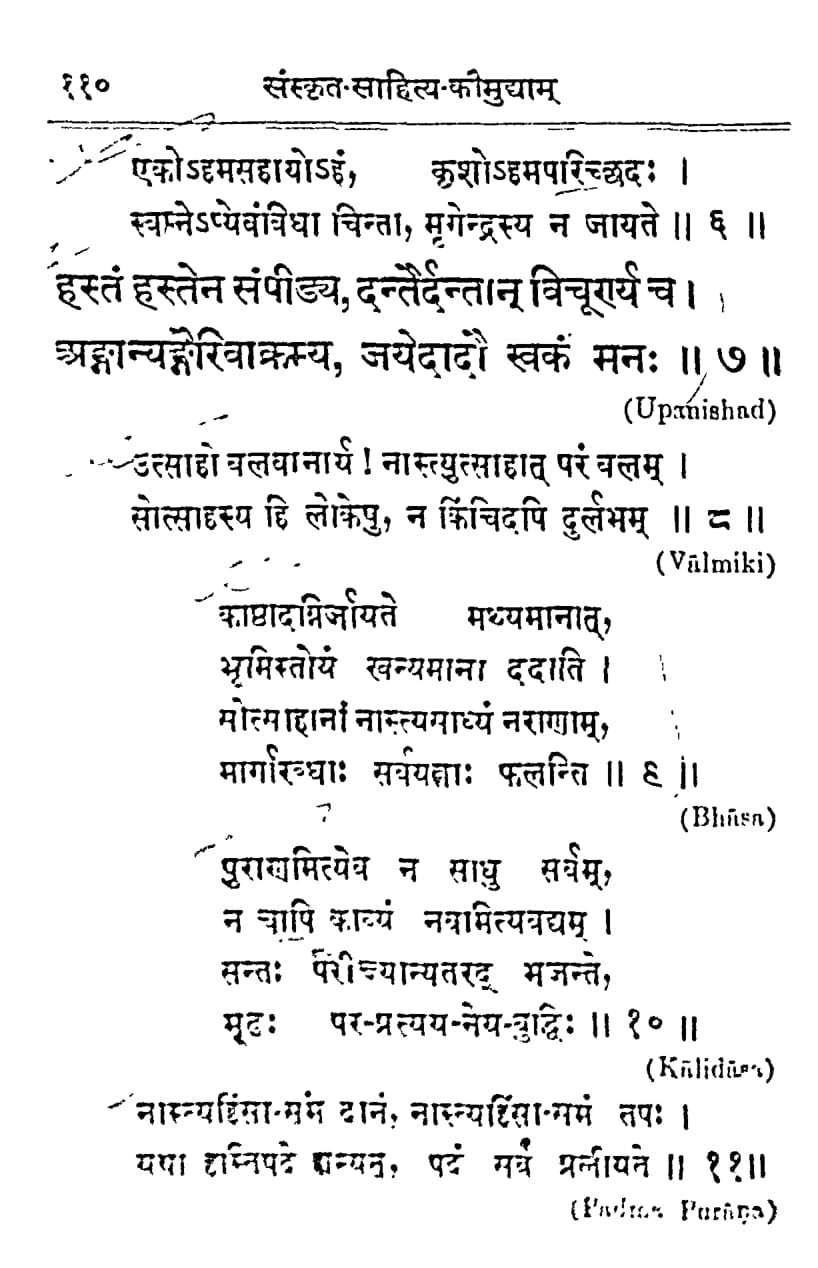 ११०    संस्कृत-साहित्य-कौमुद्याम्
एकोऽहमसहायोऽहं, कृशोऽहमपरिच्छदः ।
स्वप्नेऽप्येवंविधा चिन्ता, मृगेन्द्रस्य न जायते ॥ ६ ॥
हस्तं हस्तेन संपीड्य, दन्तैर्दन्तान् विचूर्ण्य च ।
अङ्गान्यङ्गैरिवाक्रम्य, जयेदादौ स्वकं मनः ॥ ७ ॥
(Upanishad)
उत्साहो बलवानार्य ! नास्त्युत्साहात् परं बलम् ।
सोत्साहस्य हि लोकेषु, न किंचिदपि दुर्लभम् ॥ ८ ॥
(Vālmiki)
काष्ठादग्निर्जायते मथ्यमानात्,
भूमिस्तोयं खन्यमाना ददाति ।
सोत्साहानां नास्त्यसाध्यं नराणाम्,
मार्गारब्धाः सर्वयत्नाः फलन्ति ॥ ९ ॥
(Bhāsa)
पुराणमित्येव न साधु सर्वम्,
न चापि काव्यं नवमित्यवद्यम् ।
सन्तः परीक्ष्यान्यतरद् भजन्ते,
मूढः पर-प्रत्यय-नेय-बुद्धिः ॥ १० ॥
(Kālidāsa)
नास्त्यहिंसा-समं दानं, नास्त्यहिंसा-समं तपः ।
यथा हस्तिपदे ह्यन्यत्, पदं सर्वं प्रलीयते ॥ ११॥
(Padma Purāṇa)